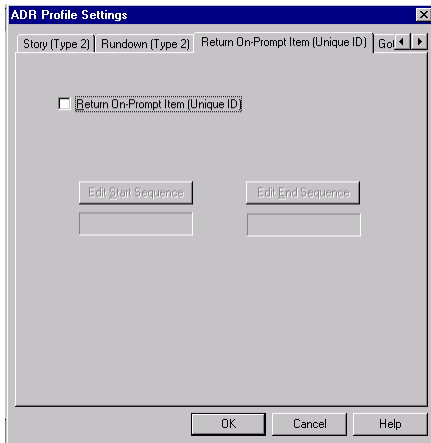 ADR Profile Settings
Story (Type 2) Rundown (Type 2) Return On-Prompt Item (Unique ID)
Return On-Prompt Item (Unique ID)
Edit Start Sequence Edit End Sequence
OK Cancel Help